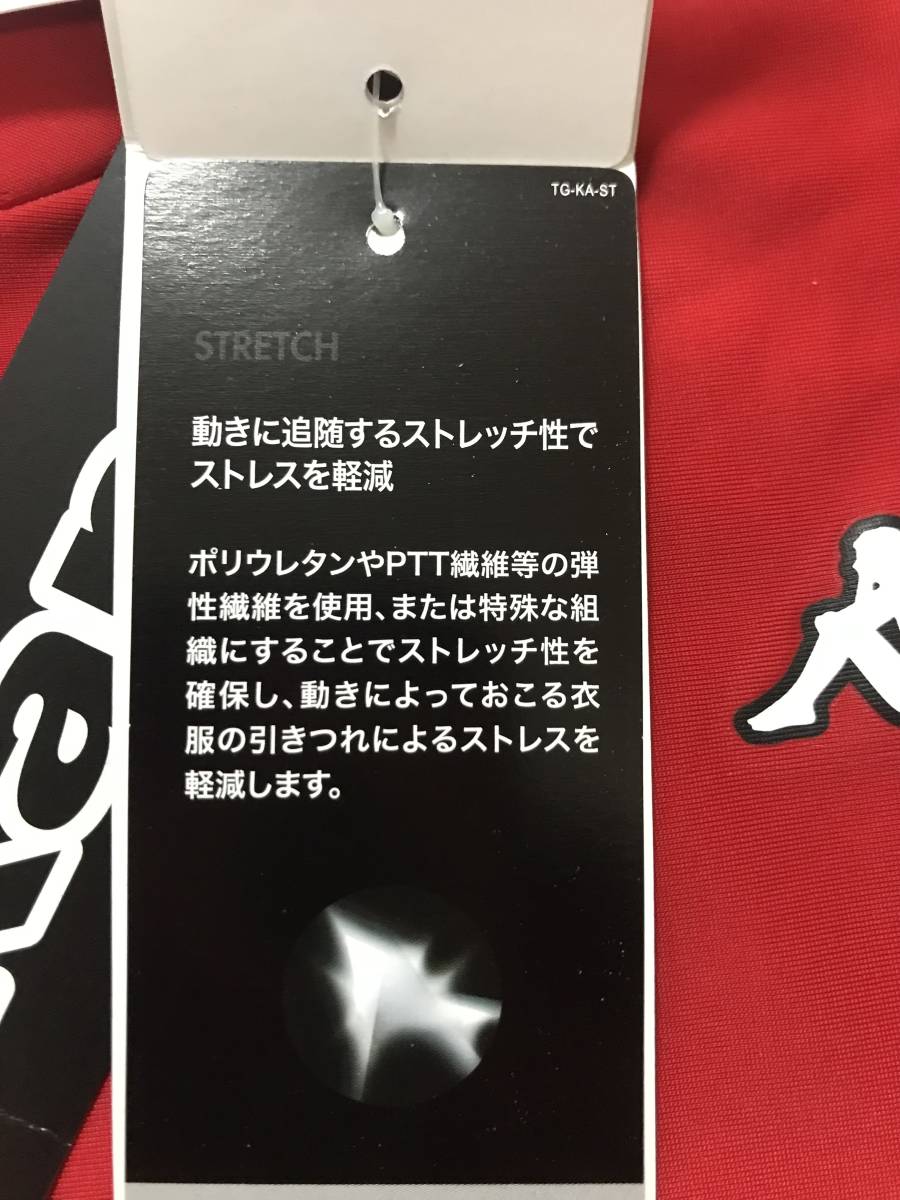 TG-KA-ST
STRETCH
動きに追随するストレッチ性で
ストレスを軽減
ポリウレタンやPTT繊維等の弾
性繊維を使用、または特殊な組
織にすることでストレッチ性を
確保し、動きによっておこる衣
服の引きつれによるストレスを
軽減します。